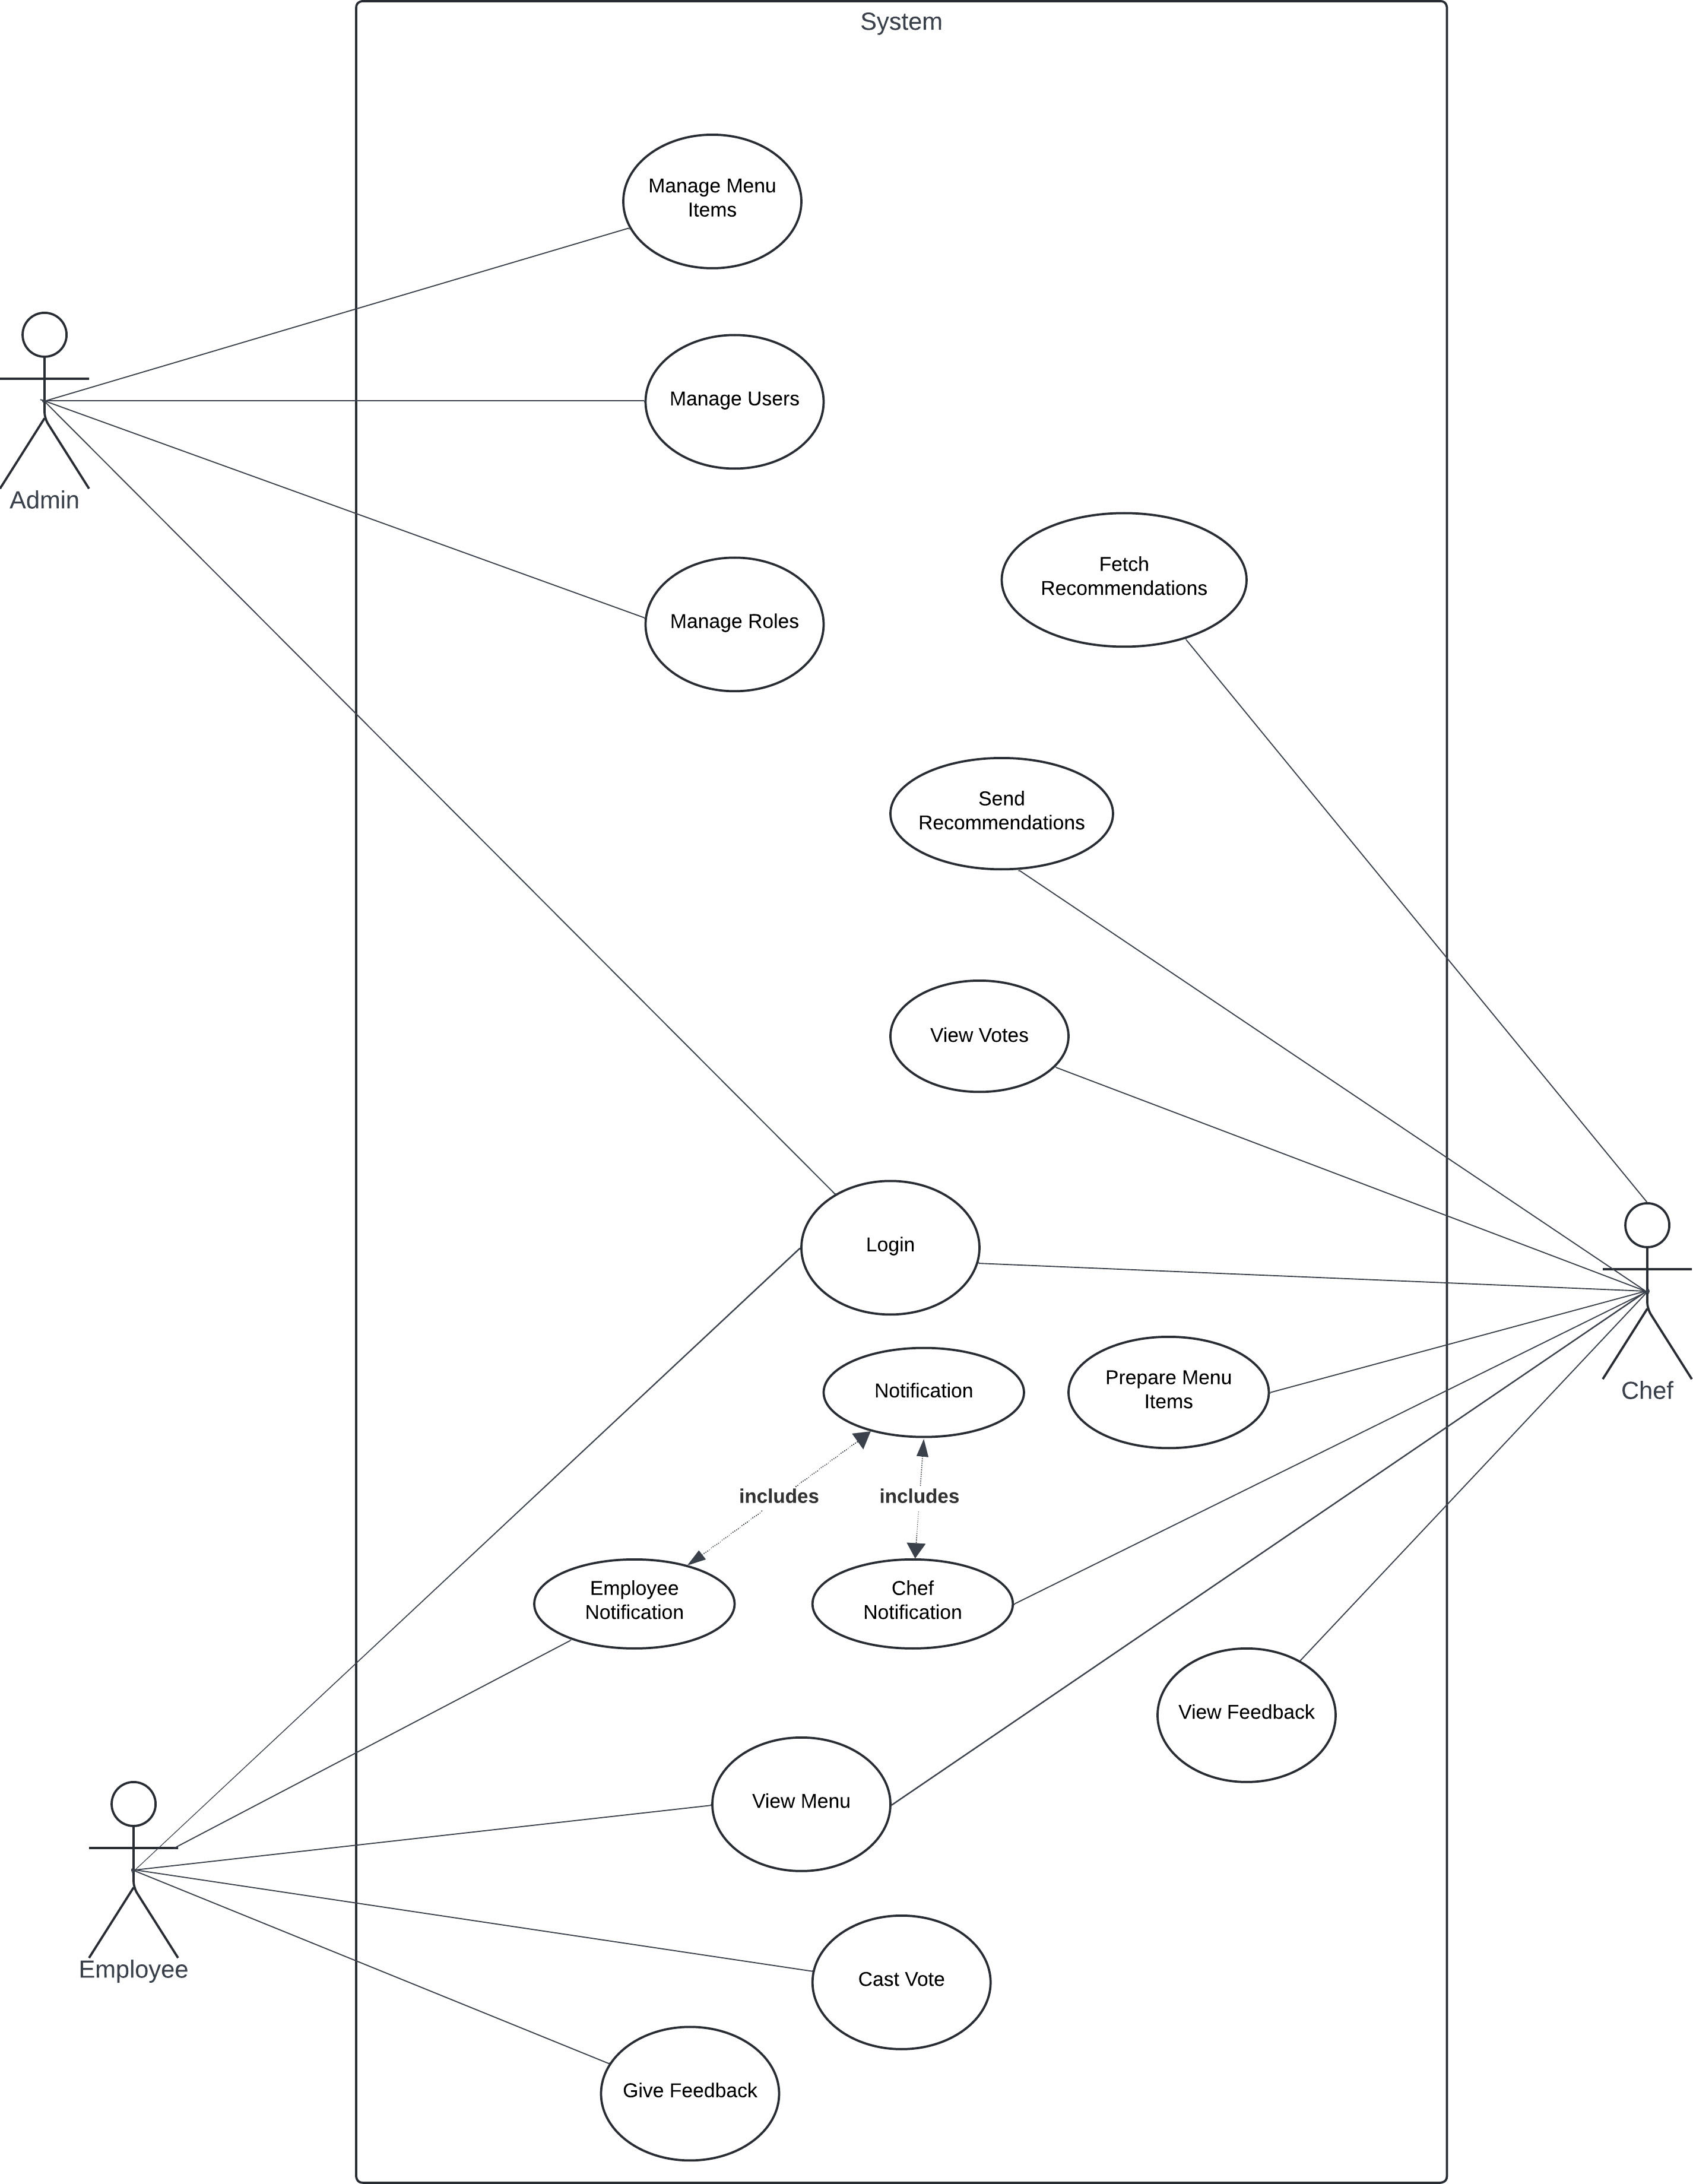 System
Manage Menu
Items
Manage Users
Admin
Fetch
Recommendations
Manage Roles
Send
Recommendations
View Votes
Login
Notification
Prepare Menu
Items
Chef
includes
includes
Employee
Notification
Chef
Notification
View Feedback
View Menu
Employee
Cast Vote
Give Feedback